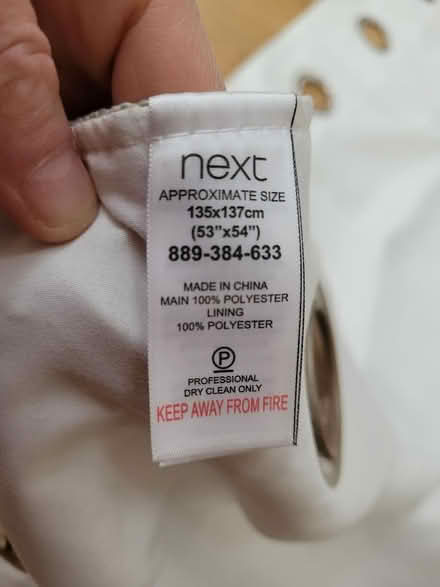 next
APPROXIMATE SIZE
135x137cm
(53"x54")
889-384-633
MADE IN CHINA
MAIN 100% POLYESTER
LINING
100% POLYESTER
P
PROFESSIONAL
DRY CLEAN ONLY
KEEP AWAY FROM FIRE